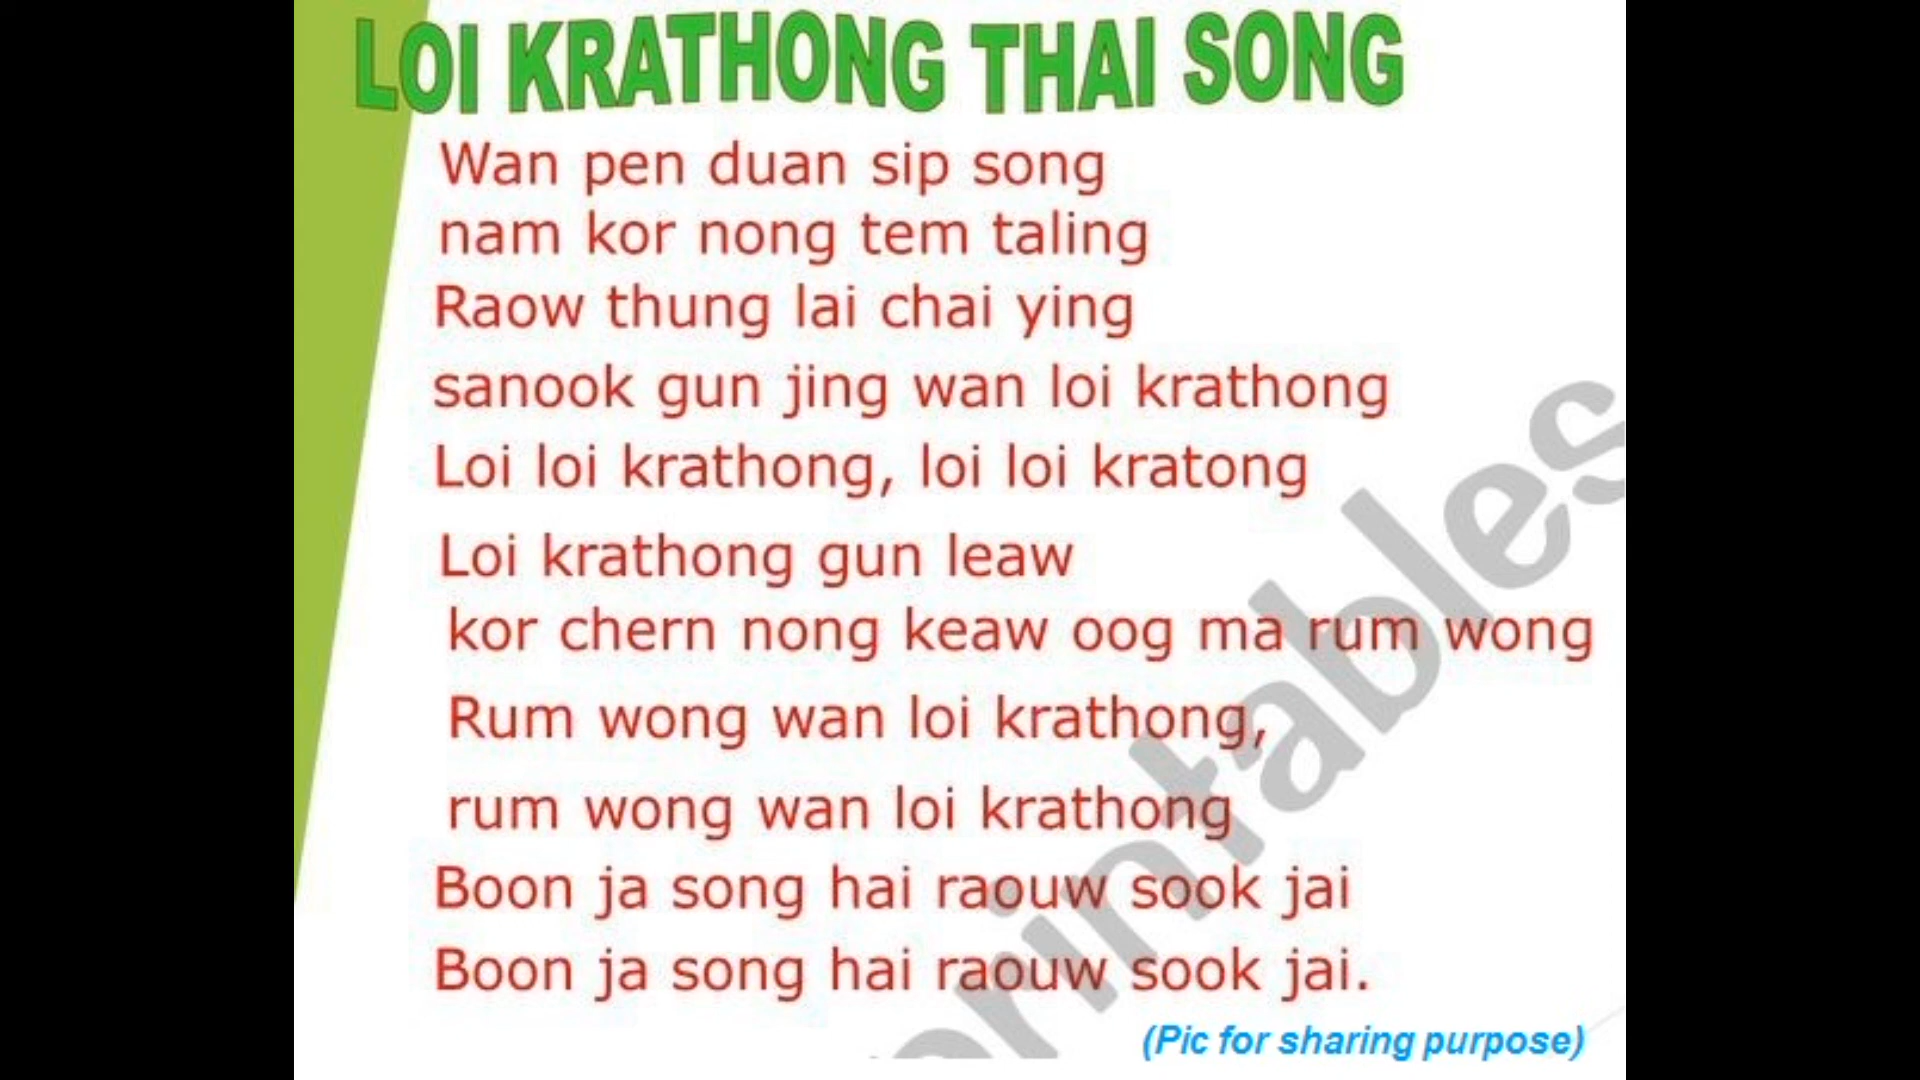 LOI KRATHONG THAI SONG
Wan pen duan sip song
nam kor nong tem taling
Raow thung lai chai ying
sanook gun jing wan loi krathong
Loi loi krathong, loi loi kratong
Loi krathong gun leaw
kor chern nong keaw oog ma rum wong
Rum wong wan loi krathong,
rum wong wan loi krathong
Boon ja song hai raouw sook jai
Boon ja song hai raouw sook jai.
(Pic for sharing purpose)
printables